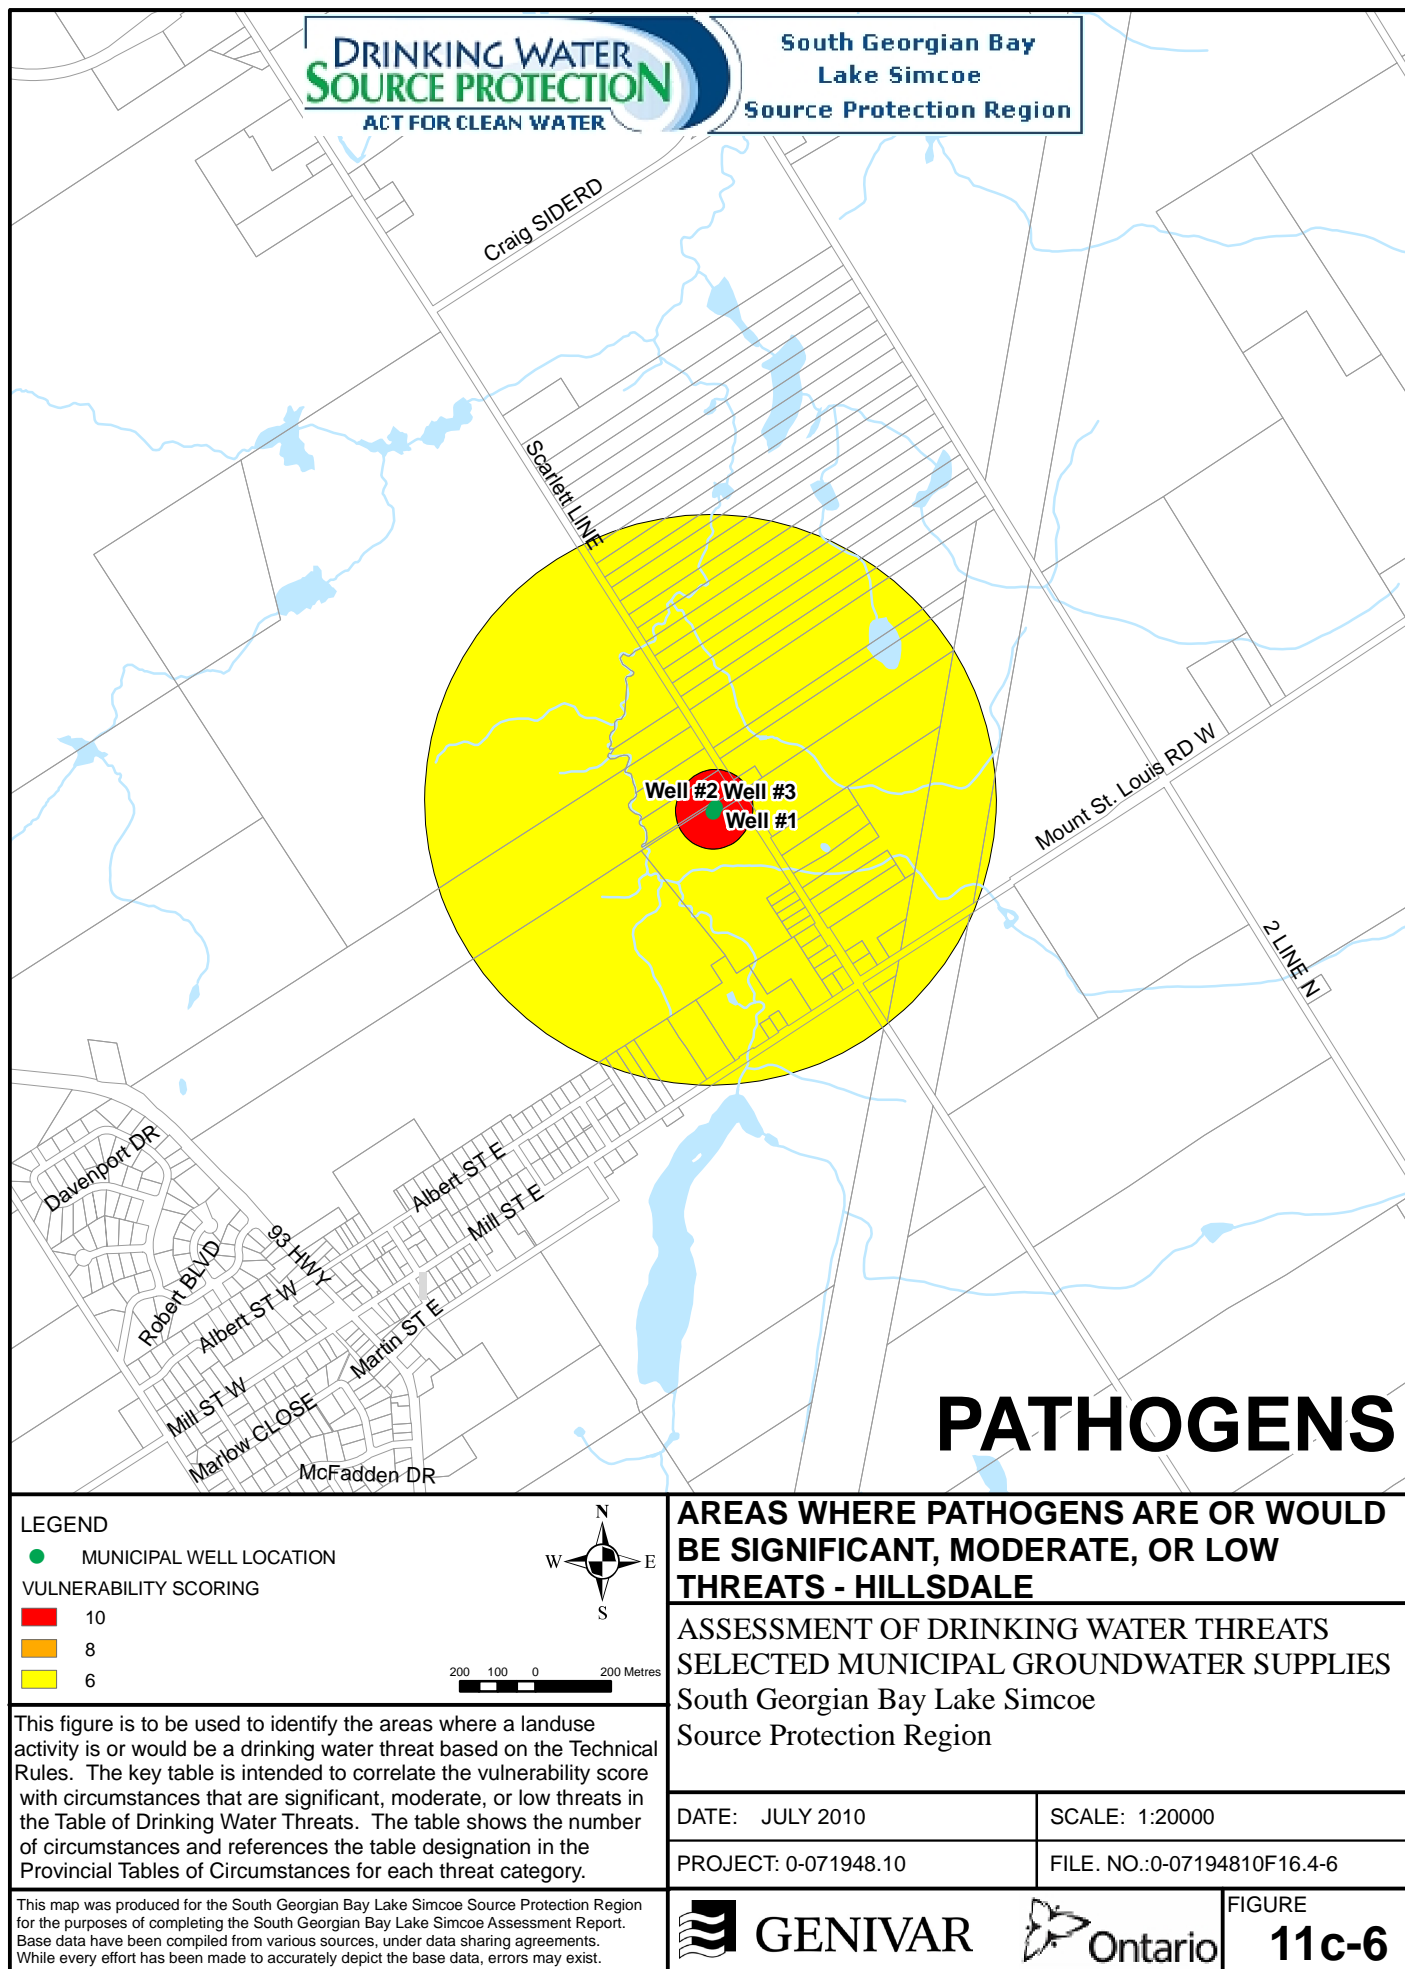 DRINKING WATER
SOURCE PROTECTION
ACT FOR CLEAN WATER
South Georgian Bay
Lake Simcoe
Source Protection Region
Craig SIDERD
Scarlett LINE
Well #2 Well #3
Well #1
Mount St. Louis RD W
2 LINE N
Davenport DR
Albert ST E
Mill ST E
93 HWY
Robert BLVD
Albert ST W
Martin ST E
Mill ST W
Marlow CLOSE
McFadden DR
PATHOGENS
LEGEND
MUNICIPAL WELL LOCATION
VULNERABILITY SCORING
10
8
6
N
W E
S
200 100 0 200 Metres
This figure is to be used to identify the areas where a landuse
activity is or would be a drinking water threat based on the Technical
Rules. The key table is intended to correlate the vulnerability score
with circumstances that are significant, moderate, or low threats in
the Table of Drinking Water Threats. The table shows the number
of circumstances and references the table designation in the
Provincial Tables of Circumstances for each threat category.
This map was produced for the South Georgian Bay Lake Simcoe Source Protection Region
for the purposes of completing the South Georgian Bay Lake Simcoe Assessment Report.
Base data have been compiled from various sources, under data sharing agreements.
While every effort has been made to accurately depict the base data, errors may exist.
AREAS WHERE PATHOGENS ARE OR WOULD
BE SIGNIFICANT, MODERATE, OR LOW
THREATS - HILLSDALE
ASSESSMENT OF DRINKING WATER THREATS
SELECTED MUNICIPAL GROUNDWATER SUPPLIES
South Georgian Bay Lake Simcoe
Source Protection Region
DATE: JULY 2010
SCALE: 1:20000
PROJECT: 0-071948.10
FILE. NO.:0-07194810F16.4-6
GENIVAR
Ontario
FIGURE
11c-6